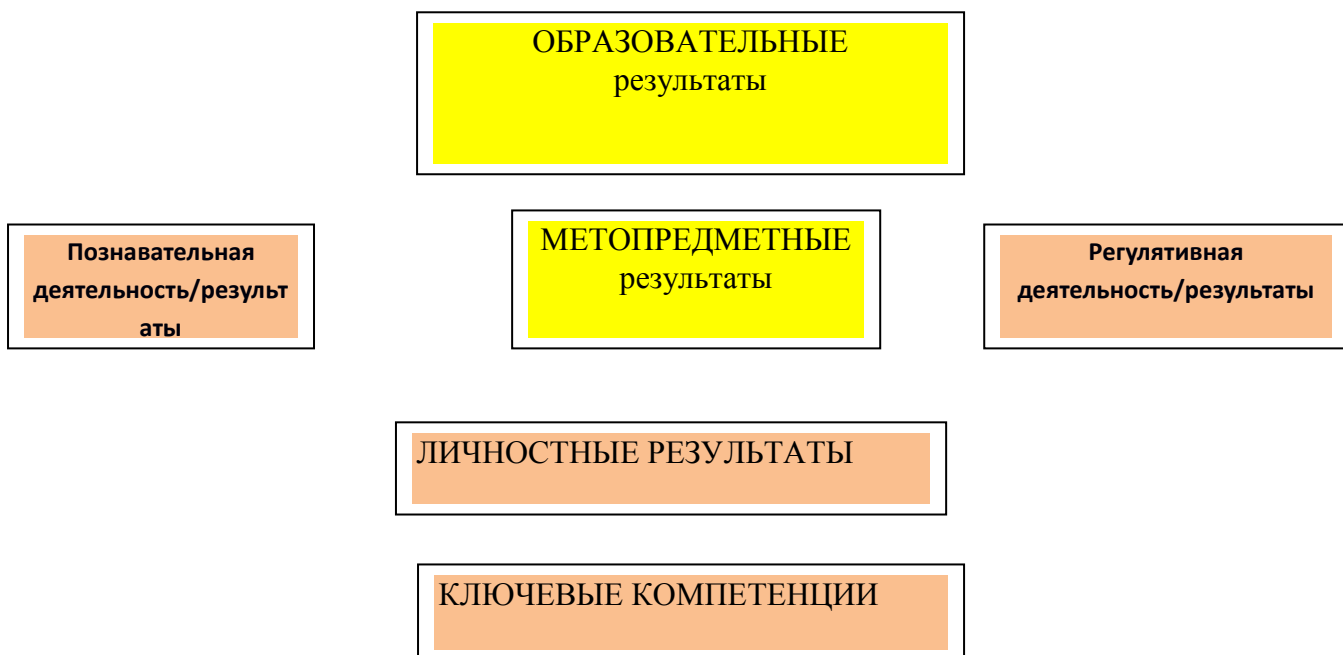 ОБРАЗОВАТЕЛЬНЫЕ
результаты
Познавательная
деятельность/результ
аты
МЕТОПРЕДМЕТНЫЕ
результаты
Регулятивная
деятельность/результаты
ЛИЧНОСТНЫЕ РЕЗУЛЬТАТЫ
КЛЮЧЕВЫЕ КОМПЕТЕНЦИИ